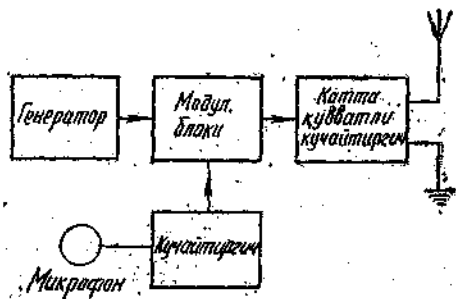 Генератор
Модул.
блоки
Катта
қувватли
кучайтиргич
Кучайтиргич
Микрофон